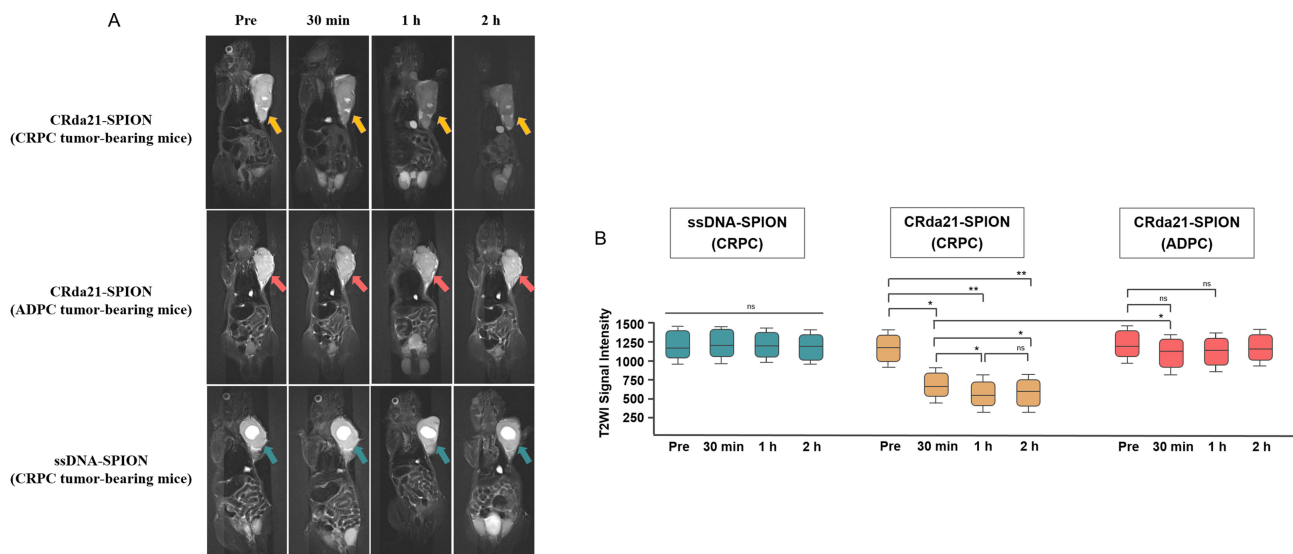 A
Pre 30 min 1 h 2 h
CRda21-SPION
(CRPC tumor-bearing mice)
CRda21-SPION
(ADPC tumor-bearing mice)
ssDNA-SPION
(CRPC tumor-bearing mice)
B
ssDNA-SPION
(CRPC)
CRda21-SPION
(CRPC)
CRda21-SPION
(ADPC)
T2WI Signal Intensity
1500
1250
1000
750
500
250
ns
**
**
*
*
*
ns
*
ns
ns
Pre 30 min 1 h 2 h
Pre 30 min 1 h 2 h
Pre 30 min 1 h 2 h